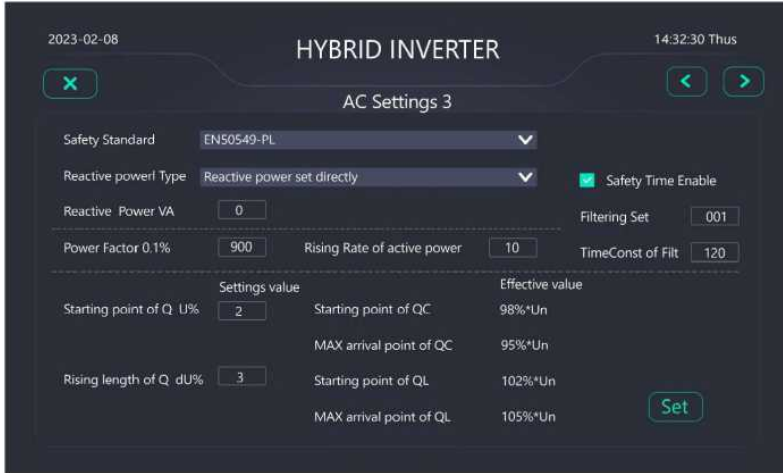 2023-02-08 HYBRID INVERTER 14:32:30 Thus
AC Settings 3
Safety Standard EN50549-PL
Reactive powerl Type Reactive power set directly Safety Time Enable
Reactive Power VA 0 Filtering Set 001
Power Factor 0.1% 900 Rising Rate of active power 10 TimeConst of Filt 120
Settings value Effective value
Starting point of Q U% 2 Starting point of QC 98%*Un
MAX arrival point of QC 95%*Un
Rising length of Q dU% 3 Starting point of QL 102%*Un
MAX arrival point of QL 105%*Un
Set